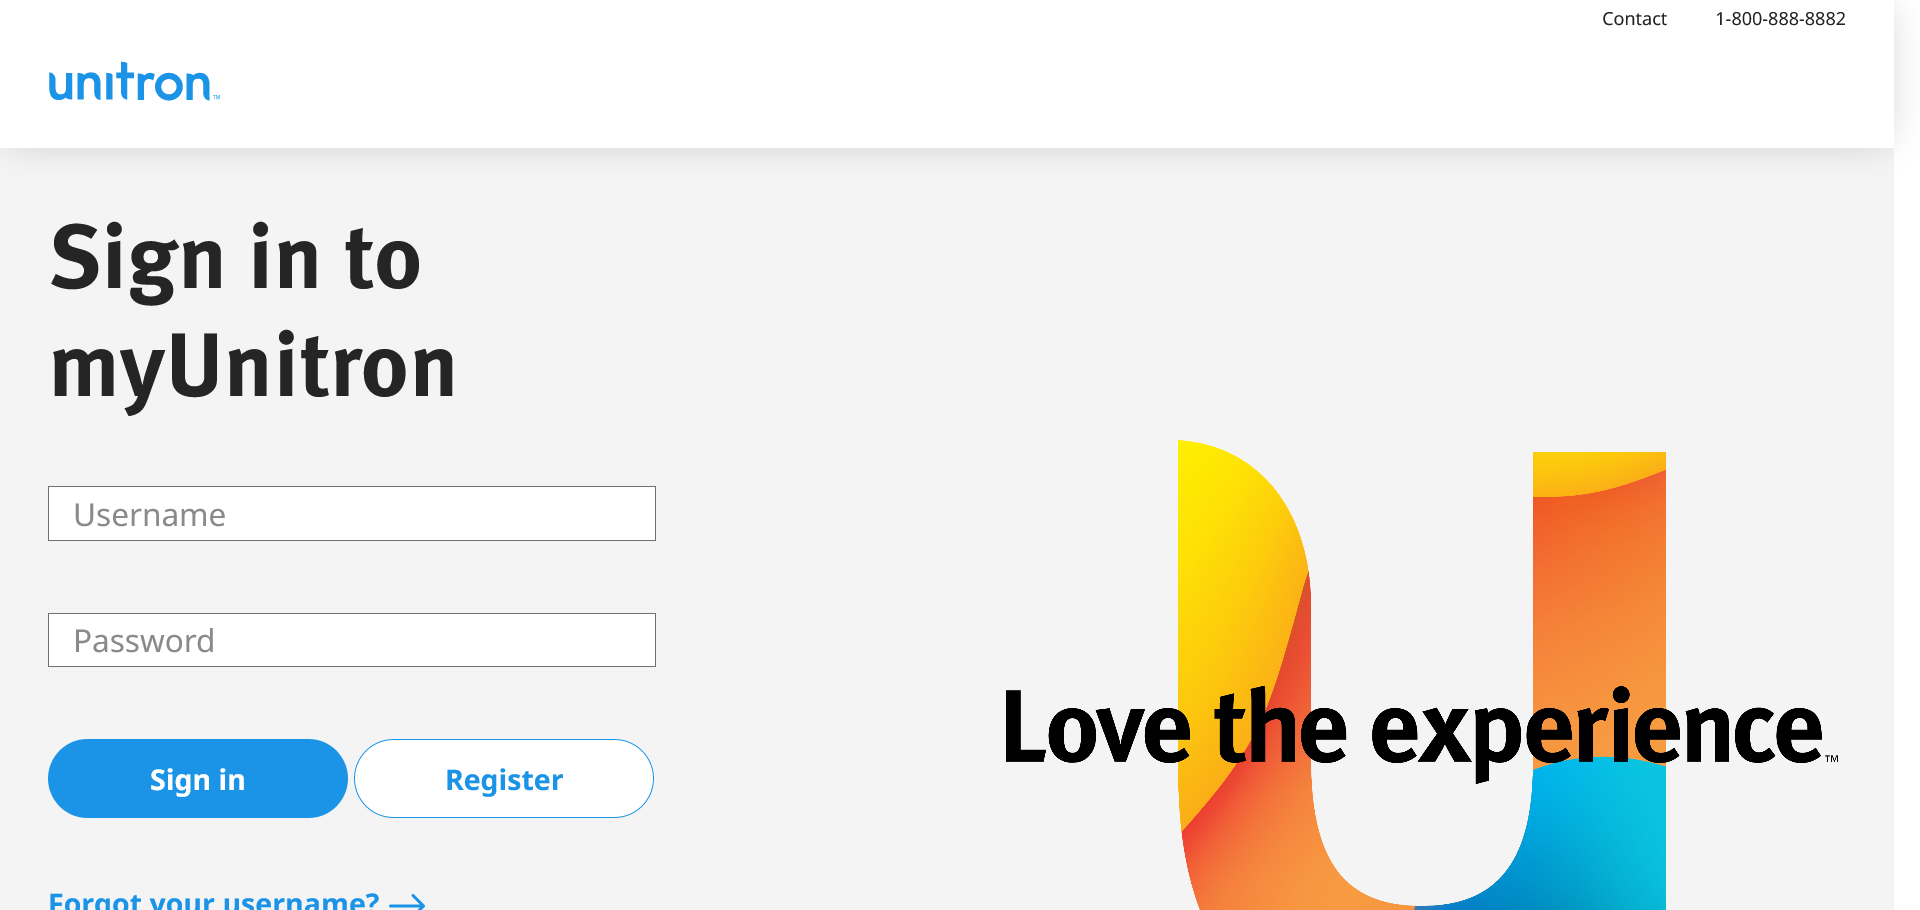 Contact 1-800-888-8882
unitron™
Sign in to
myUnitron
Username
Password
Love the experience™
Sign in Register
Forgot your username?